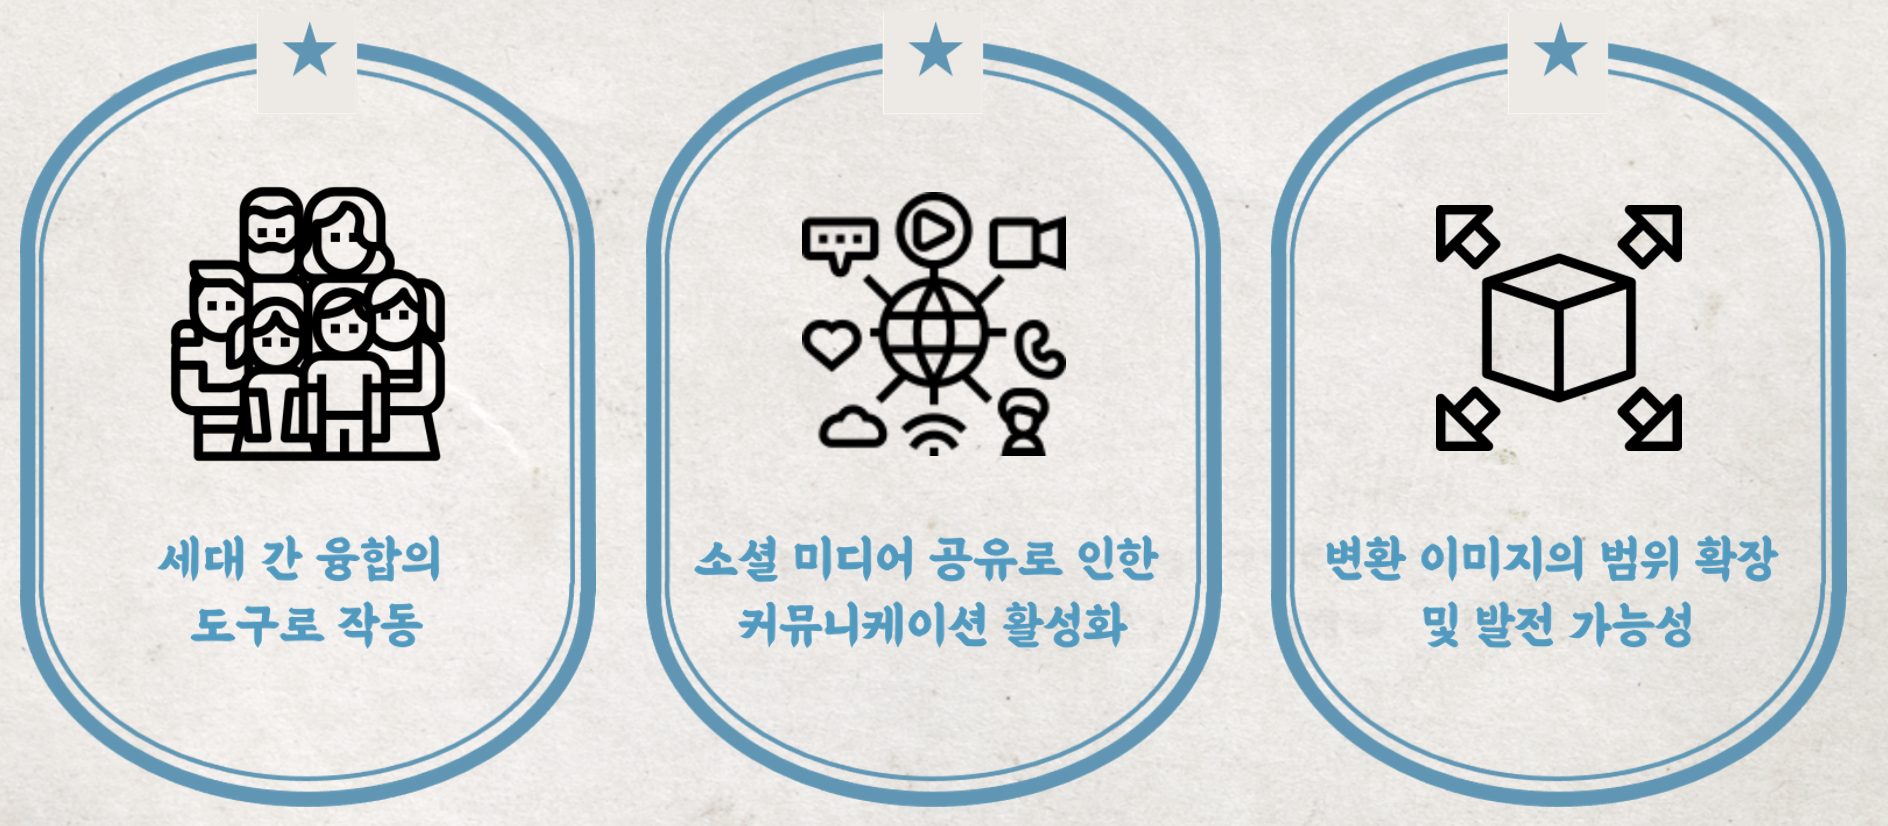 세대 간 융합의
도구로 작동
소셜 미디어 공유로 인한
커뮤니케이션 활성화
변환 이미지의 범위 확장
및 발전 가능성